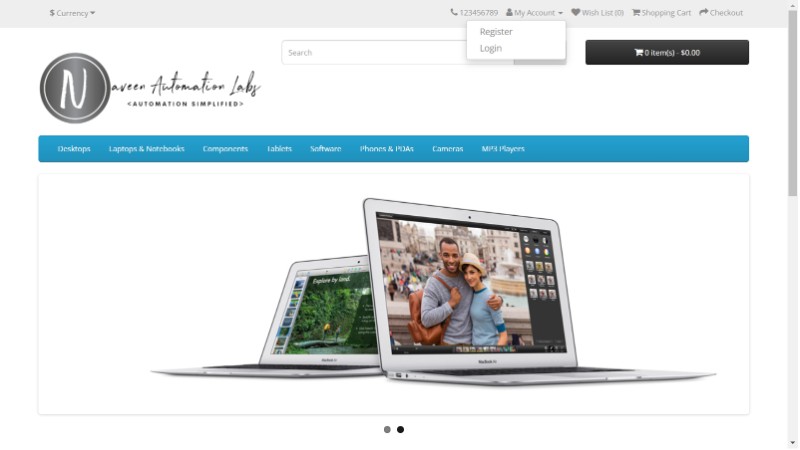 $ Currency
123456789
My Account
Wish List (0)
Shopping Cart
Checkout
Register
Login
Search
0 item(s) - $0.00
N
aveen Automation Labs
<AUTOMATION SIMPLIFIED>
Desktops
Laptops & Notebooks
Components
Tablets
Software
Phones & PDAs
Cameras
MP3 Players
Explore by land.
MacBook Air
MacBook Air